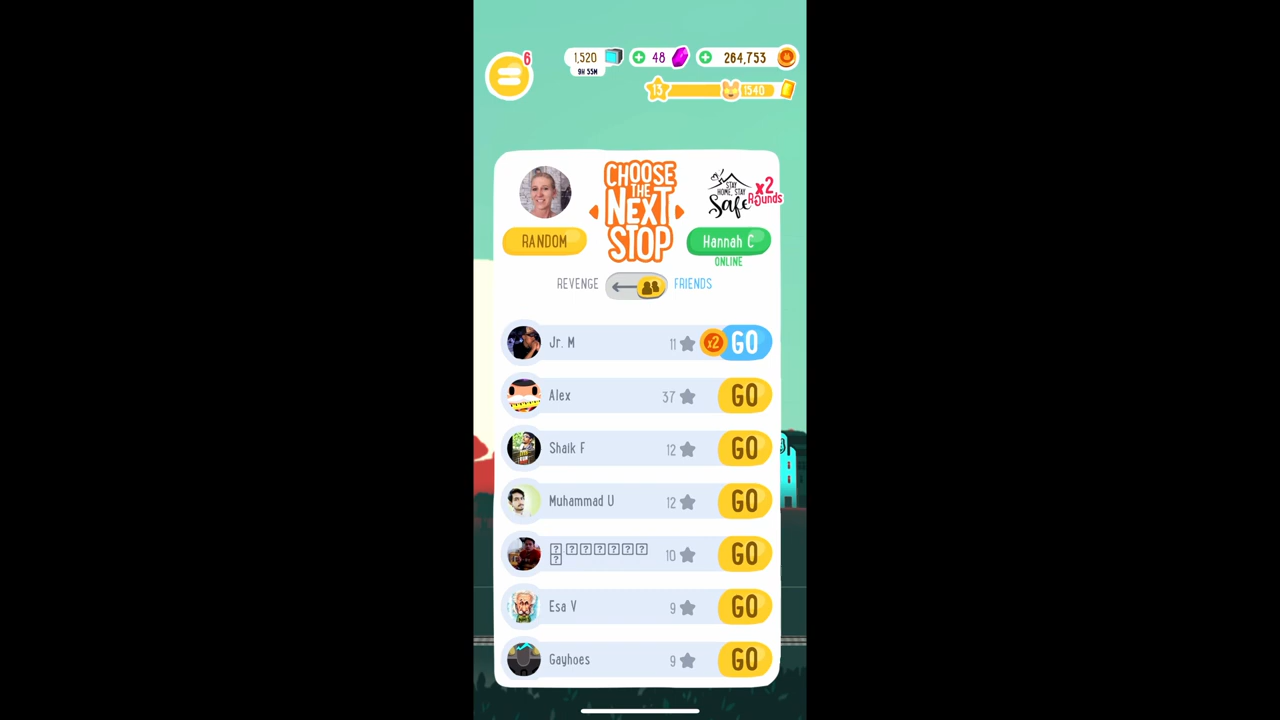 6
1,520
48
264,753
9H 55M
13
1540
CHOOSE
THE
NEXT
STOP
STAY
HOME, STAY
Safe
x2
Rounds
RANDOM
Hannah C
ONLINE
REVENGE
FRIENDS
Jr. M
11
x2
GO
Alex
37
GO
Shaik F
12
GO
Muhammad U
12
GO
10
GO
Esa V
9
GO
Gayhoes
9
GO